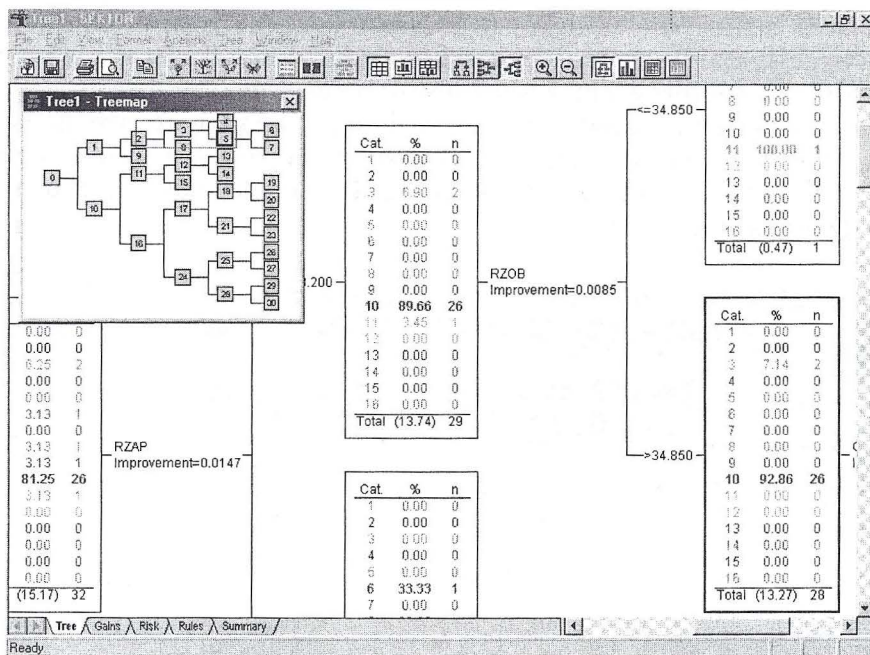 Tree1 - SEKTOR
File Edit View Format Analysis Tree Window Help
Tree1 - Treemap
0
1
10
2
9
11
16
3
8
12
15
17
24
4
5
13
14
18
21
25
28
6
7
19
20
22
23
26
27
29
30
0.00 0
0.00 0
6.25 2
0.00 0
0.00 0
3.13 1
0.00 0
3.13 1
3.13 1
81.25 26
3.13 1
0.00 0
0.00 0
0.00 0
0.00 0
0.00 0
(15.17) 32
RZAP
Improvement=0.0147
Cat. % n
1 0.00 0
2 0.00 0
3 6.90 2
4 0.00 0
5 0.00 0
6 0.00 0
7 0.00 0
8 0.00 0
9 0.00 0
10 89.66 26
11 3.45 1
12 0.00 0
13 0.00 0
14 0.00 0
15 0.00 0
16 0.00 0
Total (13.74) 29
Cat. % n
1 0.00 0
2 0.00 0
3 0.00 0
4 0.00 0
5 0.00 0
6 33.33 1
7 0.00 0
RZOB
Improvement=0.0085
<=34.850
>34.850
8 0.00 0
9 0.00 0
10 0.00 0
11 100.00 1
12 0.00 0
13 0.00 0
14 0.00 0
15 0.00 0
16 0.00 0
Total (0.47) 1
Cat. % n
1 0.00 0
2 0.00 0
3 7.14 2
4 0.00 0
5 0.00 0
6 0.00 0
7 0.00 0
8 0.00 0
9 0.00 0
10 92.86 26
11 0.00 0
12 0.00 0
13 0.00 0
14 0.00 0
15 0.00 0
16 0.00 0
Total (13.27) 28
Tree Gains Risk Rules Summary
Ready